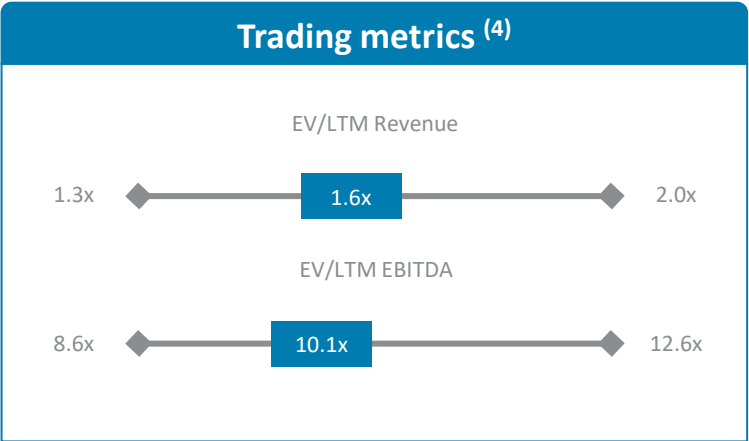 Trading metrics (4)
EV/LTM Revenue
1.3x 1.6x 2.0x
EV/LTM EBITDA
8.6x 10.1x 12.6x